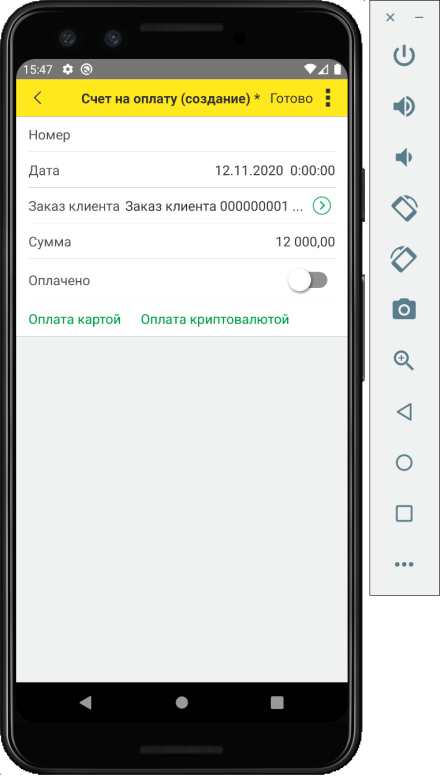 15:47
Счет на оплату (создание) * Готово
Номер
Дата 12.11.2020 0:00:00
Заказ клиента Заказ клиента 000000001 ...
Сумма 12 000,00
Оплачено
Оплата картой Оплата криптовалютой